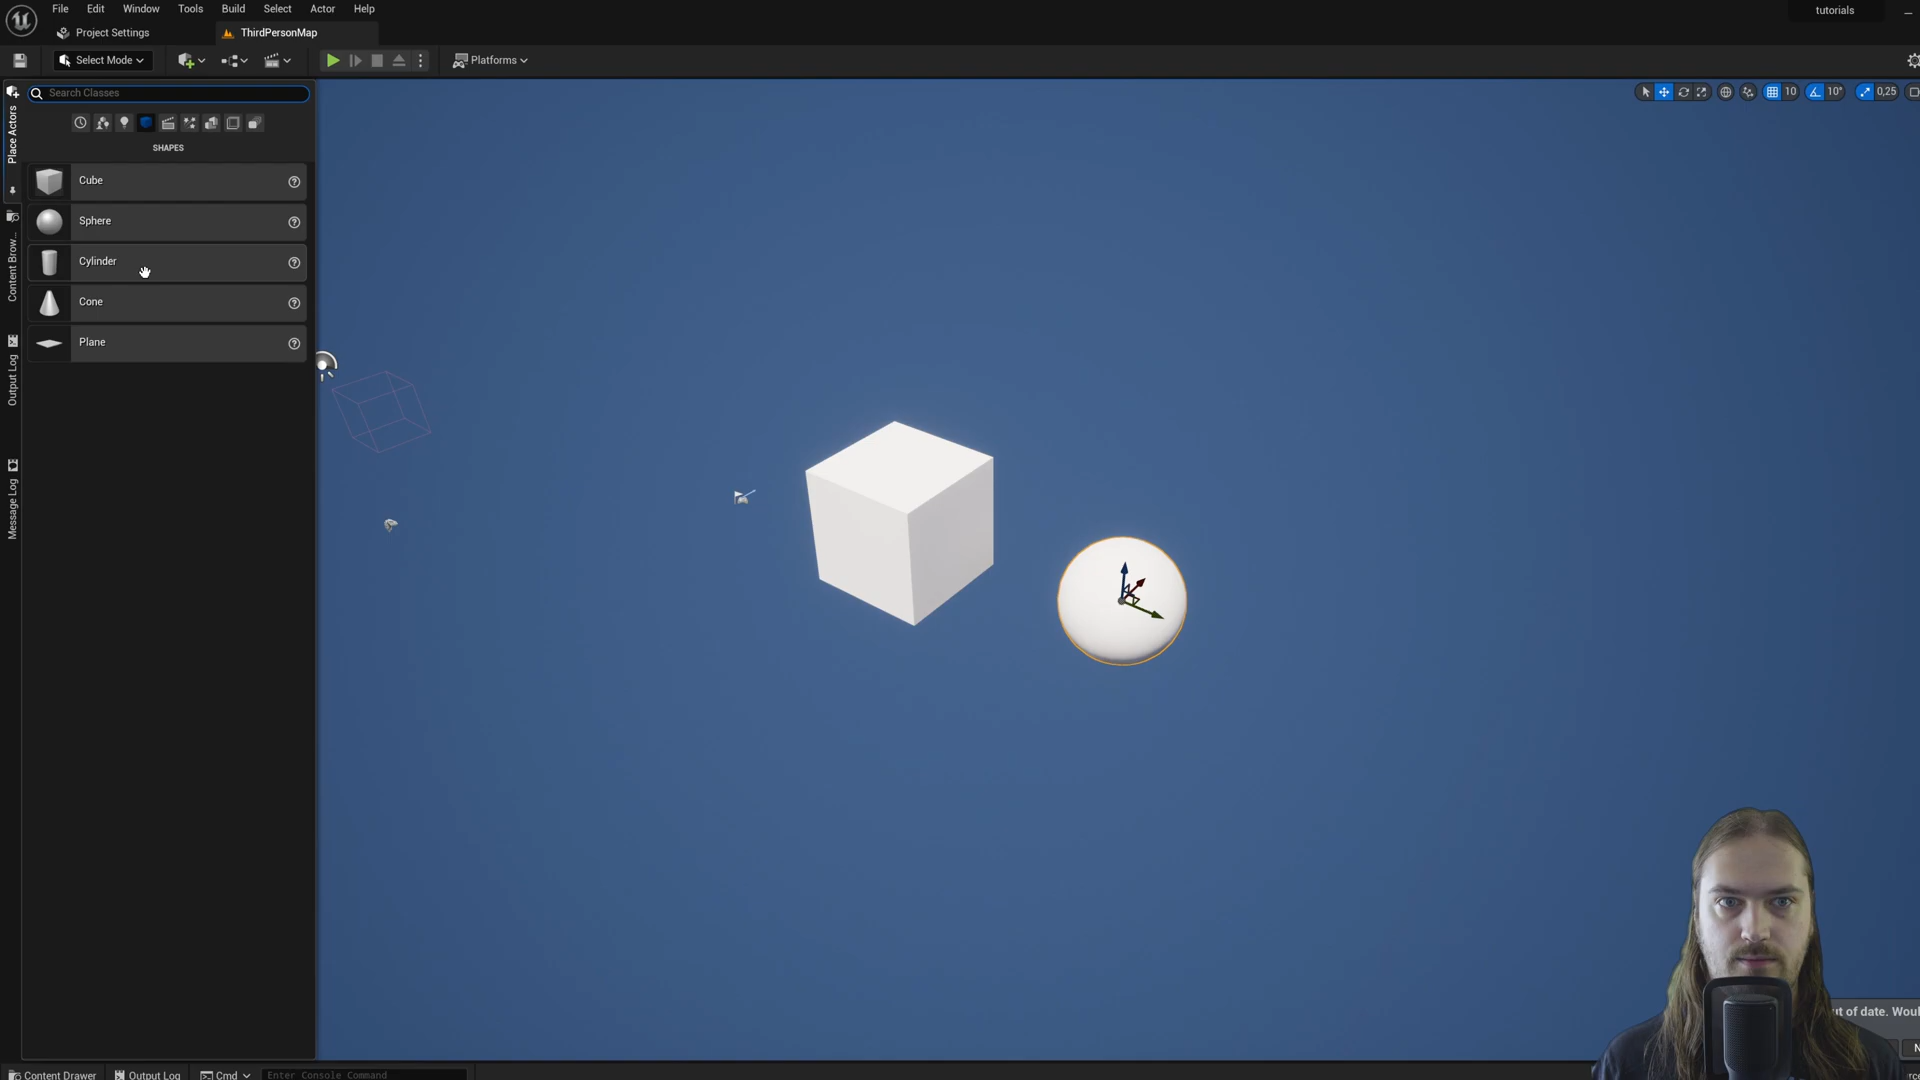 File Edit Window Tools Build Select Actor Help
tutorials
Project Settings
ThirdPersonMap
Select Mode
Platforms
Search Classes
10
10°
0,25
Place Actors
SHAPES
Cube
Sphere
Content Brow...
Cylinder
Cone
Plane
Output Log
Message Log
ut of date. Woul
N
Content Drawer
Output Log
Cmd
Enter Console Command